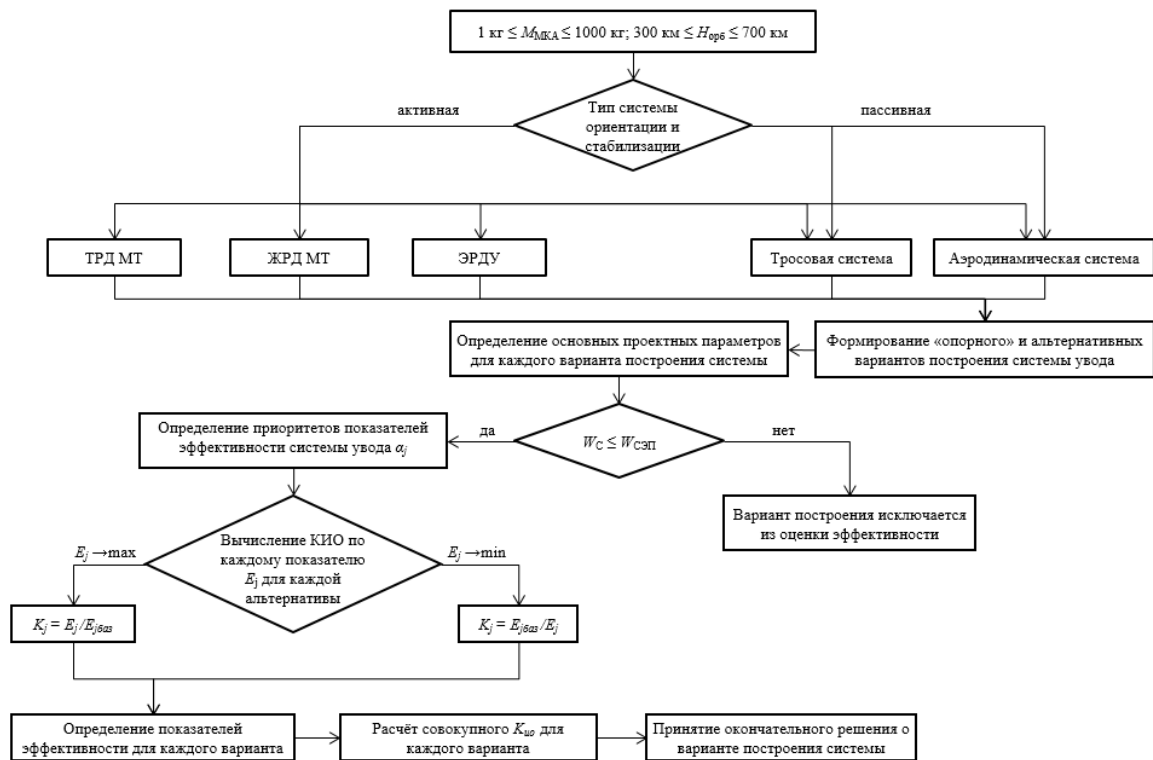 1 кг ≤ MМКА ≤ 1000 кг; 300 км ≤ Hорб ≤ 700 км
Тип системы
ориентации и
стабилизации
активная
пассивная
ТРД МТ
ЖРД МТ
ЭРДУ
Тросовая система
Аэродинамическая система
Определение основных проектных параметров
для каждого варианта построения системы
Формирование «опорного» и альтернативных
вариантов построения системы увода
Определение приоритетов показателей
эффективности системы увода αj
да
WС ≤ WСЭП
нет
Вариант построения исключается
из оценки эффективности
Вычисление КИО по
каждому показателю
Ej для каждой
альтернативы
Ej →max
Ej →min
Kj = Ej /Ejбаз
Kj = Ejбаз/Ej
Определение показателей
эффективности для каждого варианта
Расчёт совокупного Kио для
каждого варианта
Принятие окончательного решения о
варианте построения системы